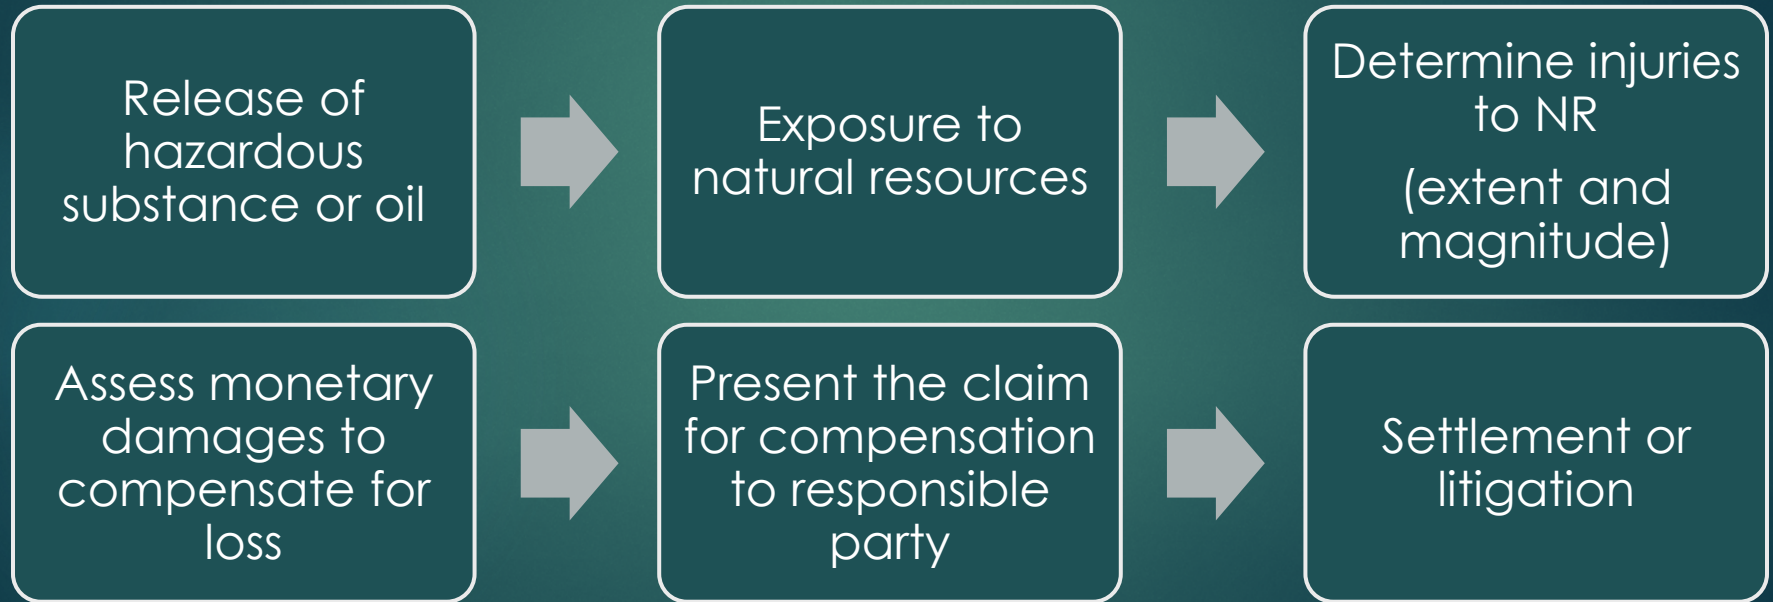 Release of
hazardous
substance or oil
Exposure to
natural resources
Determine injuries
to NR
(extent and
magnitude)
Assess monetary
damages to
compensate for
loss
Present the claim
for compensation
to responsible
party
Settlement or
litigation